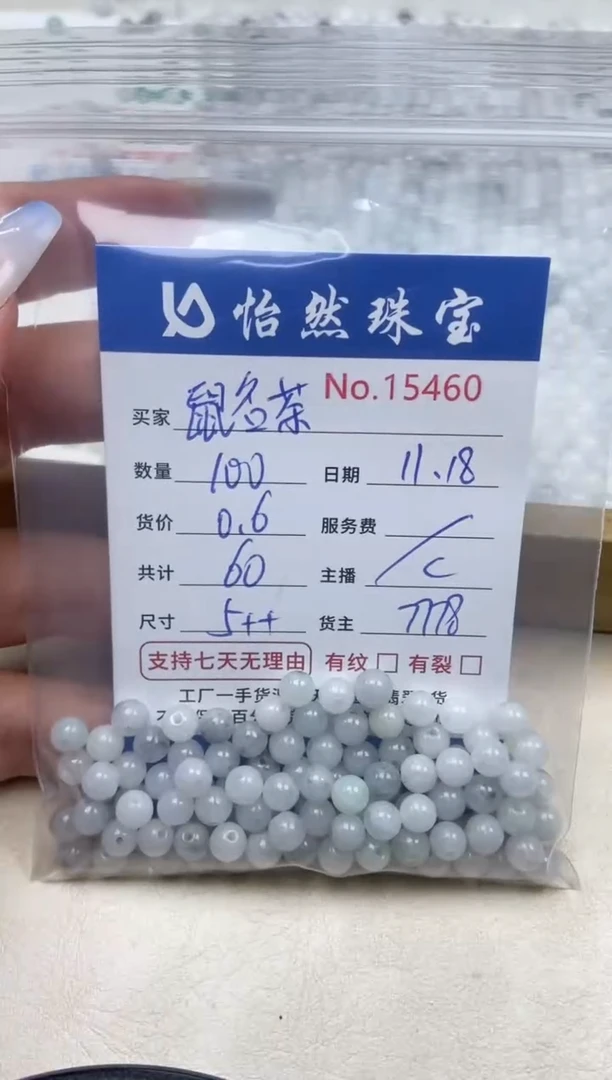 怡然珠宝
No.15460
买家 鼠名茶
数量 100 日期 11.18
货价 0.6 服务费 /
共计 60 主播 C
尺寸 5++ 货主
支持七天无理由 有纹 □ 有裂 □
工厂一手货